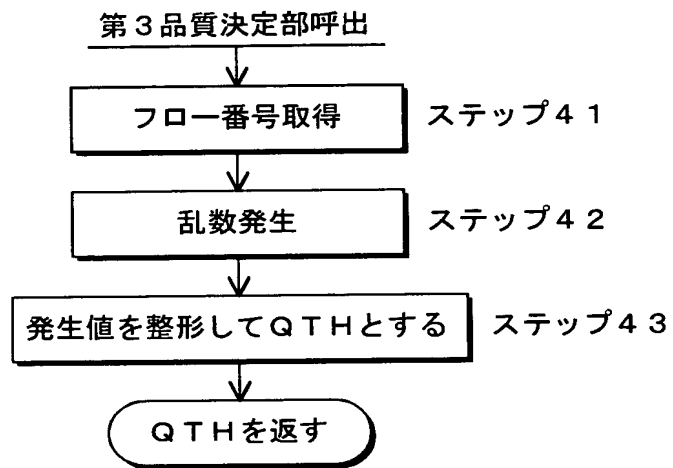 第３品質決定部呼出
フロー番号取得 ステップ４１
乱数発生 ステップ４２
発生値を整形してＱＴＨとする ステップ４３
ＱＴＨを返す